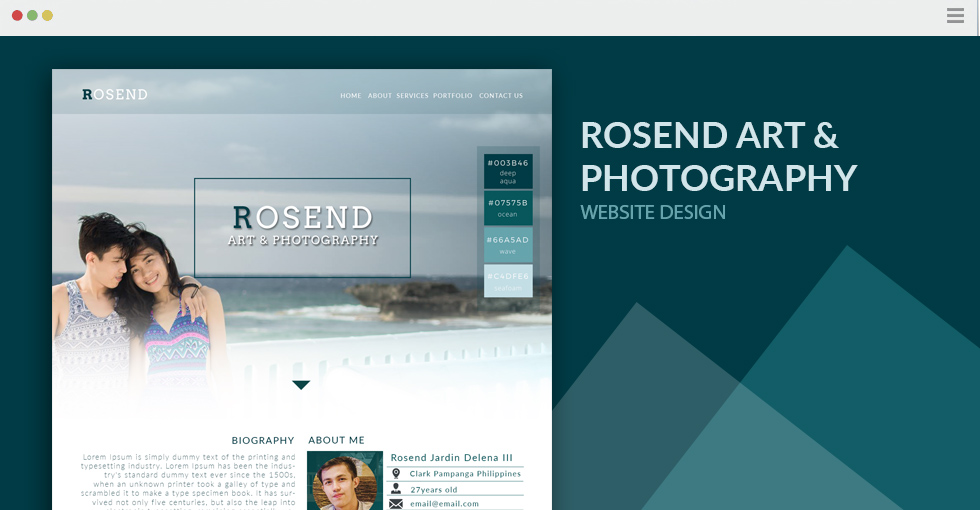 ROSEND
HOME ABOUT SERVICES PORTFOLIO CONTACT US
ROSEND
ART & PHOTOGRAPHY
#003B46
deep
aqua
#07575B
ocean
#66A5AD
wave
#C4DFE6
ROSEND ART &
PHOTOGRAPHY
WEBSITE DESIGN
BIOGRAPHY
Lorem Ipsum is simply dummy text of the printing and
typesetting industry. Lorem Ipsum has been the indus-
try's standard dummy text ever since the 1500s,
when an unknown printer took a galley of type and
scrambled it to make a type specimen book. It has sur-
vived not only five centuries, but also the leap into
ABOUT ME
Rosend Jardin Delena III
Clark Pampanga Philippines
27years old
email@email.com